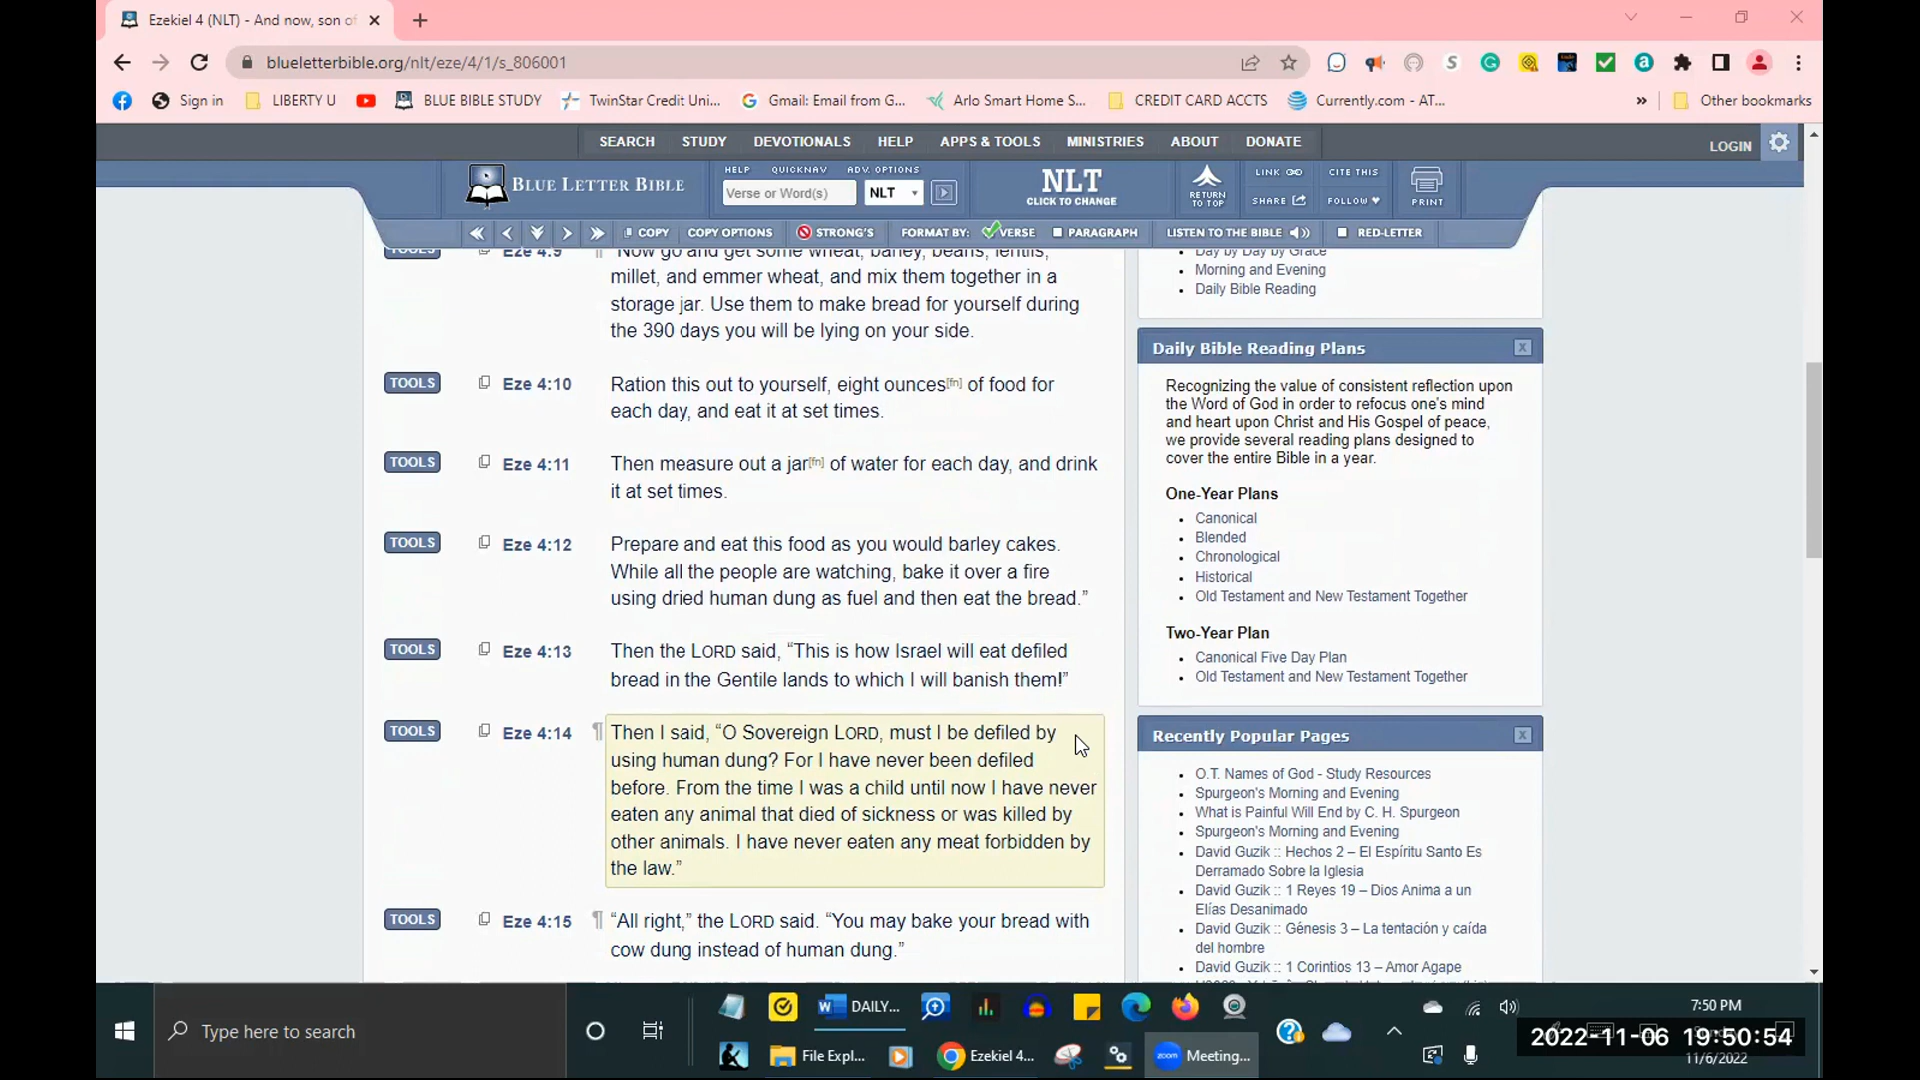 Ezekiel 4 (NLT) - And now, son of
blueletterbible.org/nlt/eze/4/1/s_806001
Sign in
LIBERTY U
BLUE BIBLE STUDY
TwinStar Credit Uni...
Gmail: Email from G...
Arlo Smart Home S...
CREDIT CARD ACCTS
Currently.com - AT...
»
Other bookmarks
SEARCH STUDY DEVOTIONALS HELP APPS & TOOLS MINISTRIES ABOUT DONATE
LOGIN
BLUE LETTER BIBLE
HELP QUICKNAV ADV. OPTIONS
Verse or Word(s)
NLT
NLT
CLICK TO CHANGE
RETURN
TO TOP
LINK
CITE THIS
SHARE
FOLLOW
PRINT
COPY COPY OPTIONS STRONG'S FORMAT BY: VERSE PARAGRAPH LISTEN TO THE BIBLE RED-LETTER
TOOLS Eze 4:9 ¶ “Now go and get some wheat, barley, beans, lentils,
millet, and emmer wheat, and mix them together in a
storage jar. Use them to make bread for yourself during
the 390 days you will be lying on your side.
TOOLS Eze 4:10 Ration this out to yourself, eight ounces[fn] of food for
each day, and eat it at set times.
TOOLS Eze 4:11 Then measure out a jar[fn] of water for each day, and drink
it at set times.
TOOLS Eze 4:12 Prepare and eat this food as you would barley cakes.
While all the people are watching, bake it over a fire
using dried human dung as fuel and then eat the bread.”
TOOLS Eze 4:13 Then the LORD said, “This is how Israel will eat defiled
bread in the Gentile lands to which I will banish them!”
TOOLS Eze 4:14 ¶ Then I said, “O Sovereign LORD, must I be defiled by
using human dung? For I have never been defiled
before. From the time I was a child until now I have never
eaten any animal that died of sickness or was killed by
other animals. I have never eaten any meat forbidden by
the law.”
TOOLS Eze 4:15 ¶ “All right,” the LORD said. “You may bake your bread with
cow dung instead of human dung.”
Day by Day by Grace
Morning and Evening
Daily Bible Reading
Daily Bible Reading Plans
Recognizing the value of consistent reflection upon
the Word of God in order to refocus one's mind
and heart upon Christ and His Gospel of peace,
we provide several reading plans designed to
cover the entire Bible in a year.
One-Year Plans
Canonical
Blended
Chronological
Historical
Old Testament and New Testament Together
Two-Year Plan
Canonical Five Day Plan
Old Testament and New Testament Together
Recently Popular Pages
O.T. Names of God - Study Resources
Spurgeon's Morning and Evening
What is Painful Will End by C. H. Spurgeon
Spurgeon's Morning and Evening
David Guzik :: Hechos 2 – El Espíritu Santo Es
Derramado Sobre la Iglesia
David Guzik :: 1 Reyes 19 – Dios Anima a un
Elías Desanimado
David Guzik :: Génesis 3 – La tentación y caída
del hombre
David Guzik :: 1 Corintios 13 – Amor Agape
Type here to search
DAILY...
File Expl...
Ezekiel 4...
Meeting...
7:50 PM
2022-11-06 19:50:54
11/6/2022